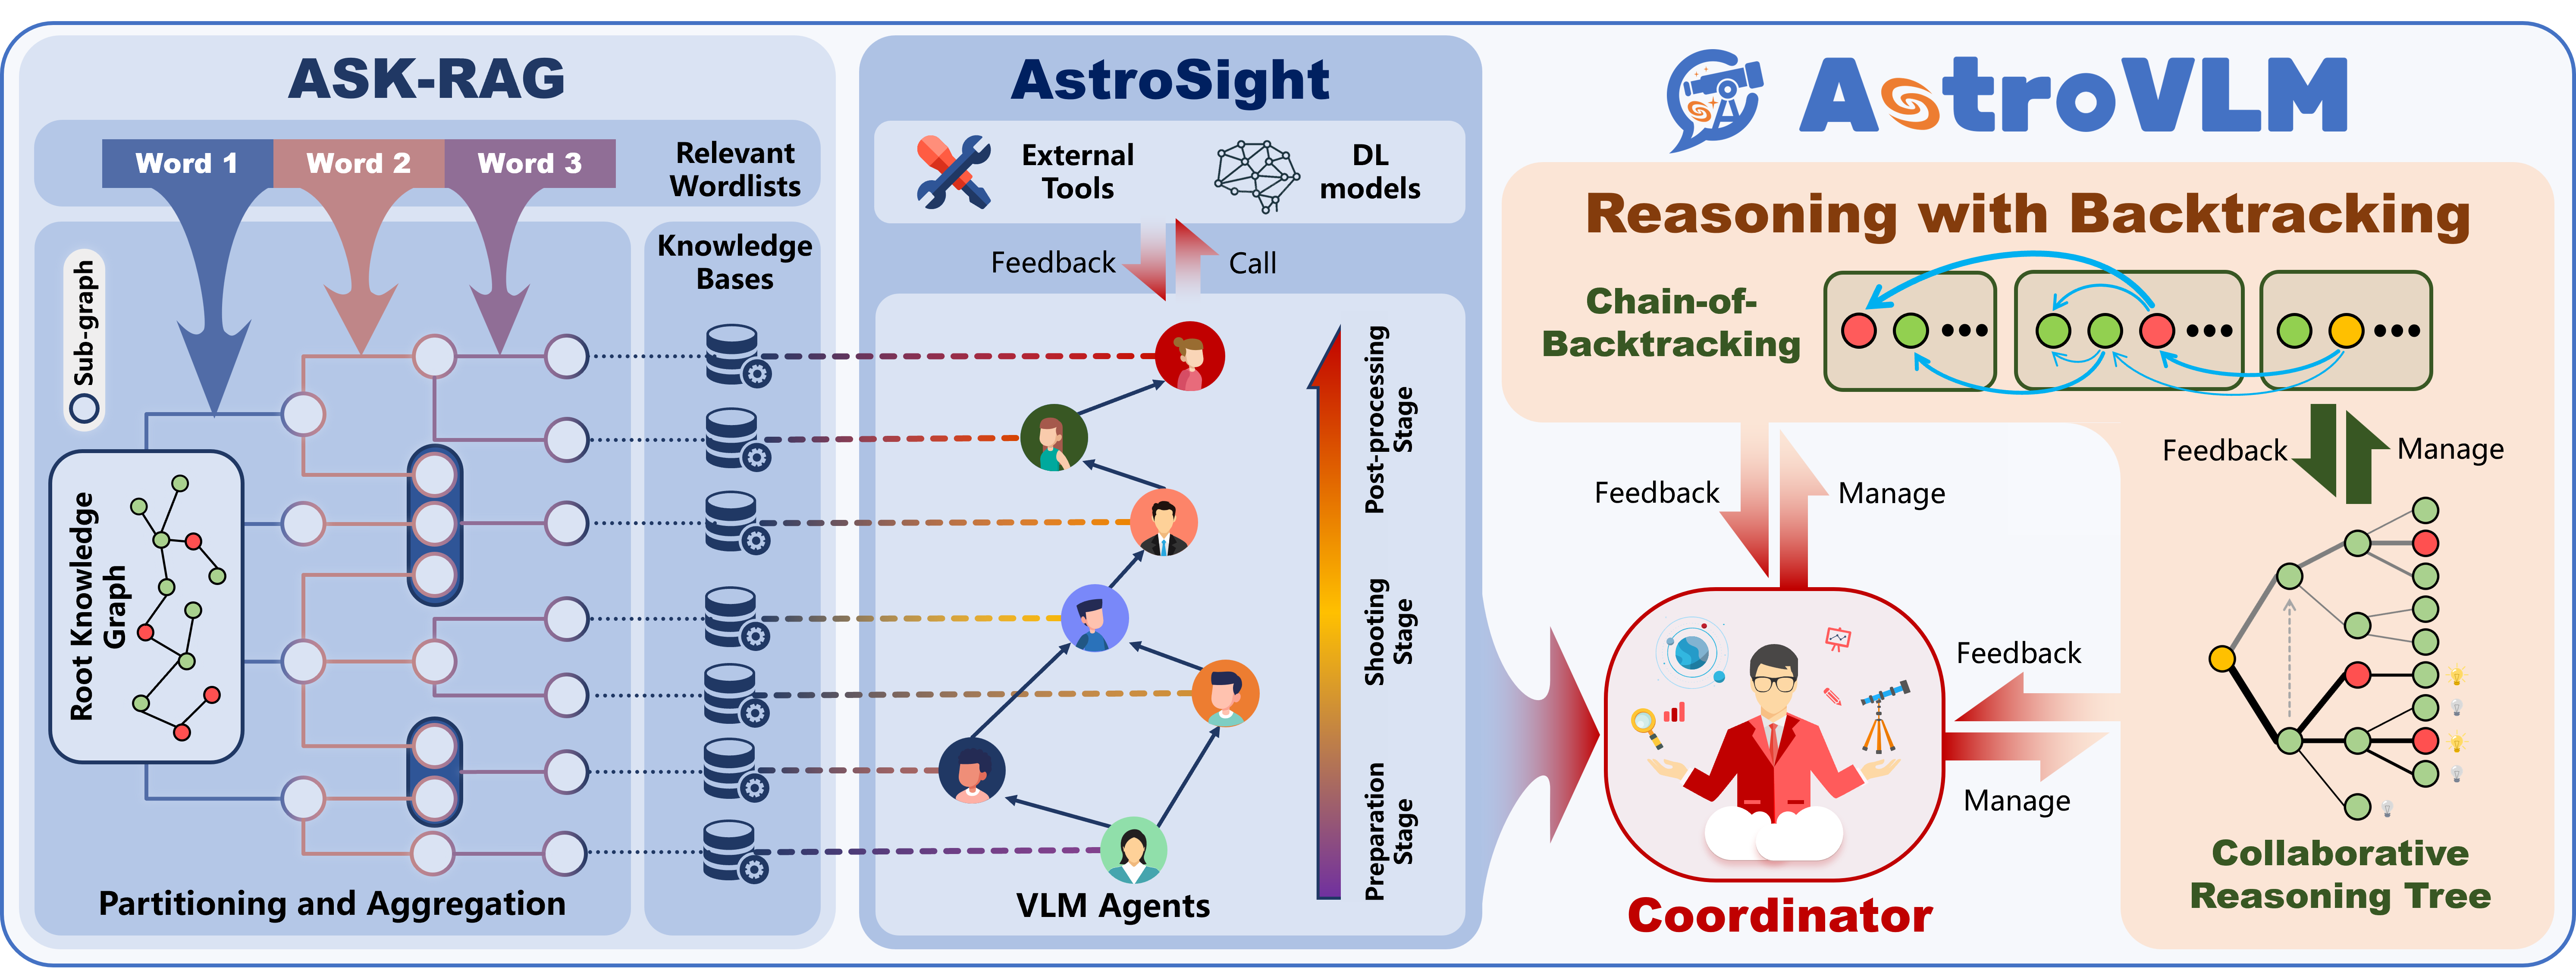 ASK-RAG
Word 1
Word 2
Word 3
Relevant
Wordlists
Sub-graph
Knowledge
Bases
Root Knowledge
Graph
Partitioning and Aggregation
AstroSight
External
Tools
DL
models
Feedback
Call
Post-processing
Stage
Shooting
Stage
Preparation
Stage
VLM Agents
AstroVLM
Reasoning with Backtracking
Chain-of-
Backtracking
Feedback
Manage
Feedback
Manage
Feedback
Manage
Coordinator
Collaborative
Reasoning Tree